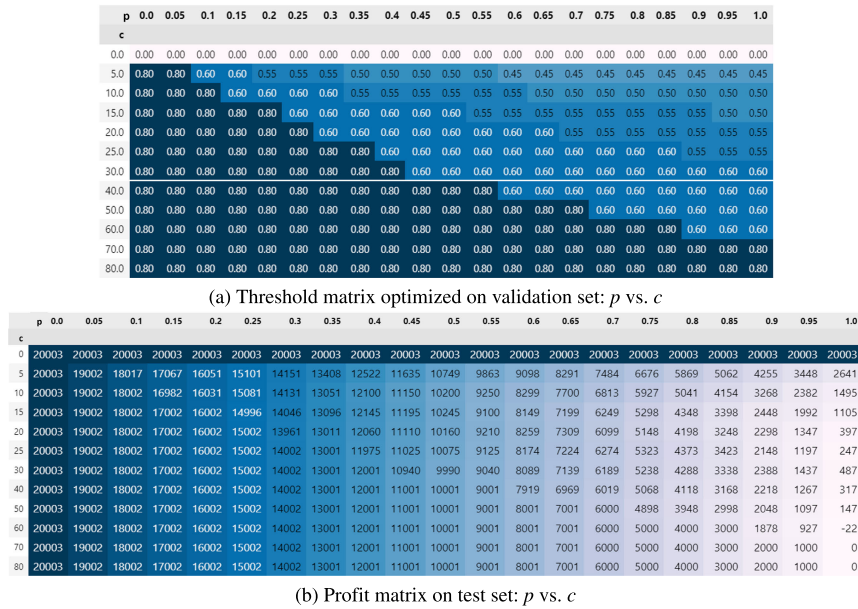 p 0.0 0.05 0.1 0.15 0.2 0.25 0.3 0.35 0.4 0.45 0.5 0.55 0.6 0.65 0.7 0.75 0.8 0.85 0.9 0.95 1.0
c
0.0 0.00 0.00 0.00 0.00 0.00 0.00 0.00 0.00 0.00 0.00 0.00 0.00 0.00 0.00 0.00 0.00 0.00 0.00 0.00 0.00 0.00
5.0 0.80 0.80 0.60 0.60 0.55 0.55 0.55 0.50 0.50 0.50 0.50 0.50 0.45 0.45 0.45 0.45 0.45 0.45 0.45 0.45 0.45
10.0 0.80 0.80 0.80 0.60 0.60 0.60 0.60 0.55 0.55 0.55 0.55 0.55 0.55 0.50 0.50 0.50 0.50 0.50 0.50 0.50 0.50
15.0 0.80 0.80 0.80 0.80 0.80 0.60 0.60 0.60 0.60 0.60 0.60 0.55 0.55 0.55 0.55 0.55 0.55 0.55 0.55 0.50 0.50
20.0 0.80 0.80 0.80 0.80 0.80 0.80 0.60 0.60 0.60 0.60 0.60 0.60 0.60 0.60 0.55 0.55 0.55 0.55 0.55 0.55 0.55
25.0 0.80 0.80 0.80 0.80 0.80 0.80 0.80 0.80 0.60 0.60 0.60 0.60 0.60 0.60 0.60 0.60 0.60 0.60 0.55 0.55 0.55
30.0 0.80 0.80 0.80 0.80 0.80 0.80 0.80 0.80 0.80 0.60 0.60 0.60 0.60 0.60 0.60 0.60 0.60 0.60 0.60 0.60 0.60
40.0 0.80 0.80 0.80 0.80 0.80 0.80 0.80 0.80 0.80 0.80 0.80 0.80 0.60 0.60 0.60 0.60 0.60 0.60 0.60 0.60 0.60
50.0 0.80 0.80 0.80 0.80 0.80 0.80 0.80 0.80 0.80 0.80 0.80 0.80 0.80 0.80 0.80 0.60 0.60 0.60 0.60 0.60 0.60
60.0 0.80 0.80 0.80 0.80 0.80 0.80 0.80 0.80 0.80 0.80 0.80 0.80 0.80 0.80 0.80 0.80 0.80 0.80 0.60 0.60 0.60
70.0 0.80 0.80 0.80 0.80 0.80 0.80 0.80 0.80 0.80 0.80 0.80 0.80 0.80 0.80 0.80 0.80 0.80 0.80 0.80 0.80 0.80
80.0 0.80 0.80 0.80 0.80 0.80 0.80 0.80 0.80 0.80 0.80 0.80 0.80 0.80 0.80 0.80 0.80 0.80 0.80 0.80 0.80 0.80
(a) Threshold matrix optimized on validation set: p vs. c
p 0.0 0.05 0.1 0.15 0.2 0.25 0.3 0.35 0.4 0.45 0.5 0.55 0.6 0.65 0.7 0.75 0.8 0.85 0.9 0.95 1.0
c
0 20003 20003 20003 20003 20003 20003 20003 20003 20003 20003 20003 20003 20003 20003 20003 20003 20003 20003 20003 20003 20003
5 20003 19002 18017 17067 16051 15101 14151 13408 12522 11635 10749 9863 9098 8291 7484 6676 5869 5062 4255 3448 2641
10 20003 19002 18002 16982 16031 15081 14131 13051 12100 11150 10200 9250 8299 7700 6813 5927 5041 4154 3268 2382 1495
15 20003 19002 18002 17002 16002 14996 14046 13096 12145 11195 10245 9100 8149 7199 6249 5298 4348 3398 2448 1992 1105
20 20003 19002 18002 17002 16002 15002 13961 13011 12060 11110 10160 9210 8259 7309 6099 5148 4198 3248 2298 1347 397
25 20003 19002 18002 17002 16002 15002 14002 13001 11975 11025 10075 9125 8174 7224 6274 5323 4373 3423 2148 1197 247
30 20003 19002 18002 17002 16002 15002 14002 13001 12001 10940 9990 9040 8089 7139 6189 5238 4288 3338 2388 1437 487
40 20003 19002 18002 17002 16002 15002 14002 13001 12001 11001 10001 9001 7919 6969 6019 5068 4118 3168 2218 1267 317
50 20003 19002 18002 17002 16002 15002 14002 13001 12001 11001 10001 9001 8001 7001 6000 4898 3948 2998 2048 1097 147
60 20003 19002 18002 17002 16002 15002 14002 13001 12001 11001 10001 9001 8001 7001 6000 5000 4000 3000 1878 927 -22
70 20003 19002 18002 17002 16002 15002 14002 13001 12001 11001 10001 9001 8001 7001 6000 5000 4000 3000 2000 1000 0
80 20003 19002 18002 17002 16002 15002 14002 13001 12001 11001 10001 9001 8001 7001 6000 5000 4000 3000 2000 1000 0
(b) Profit matrix on test set: p vs. c